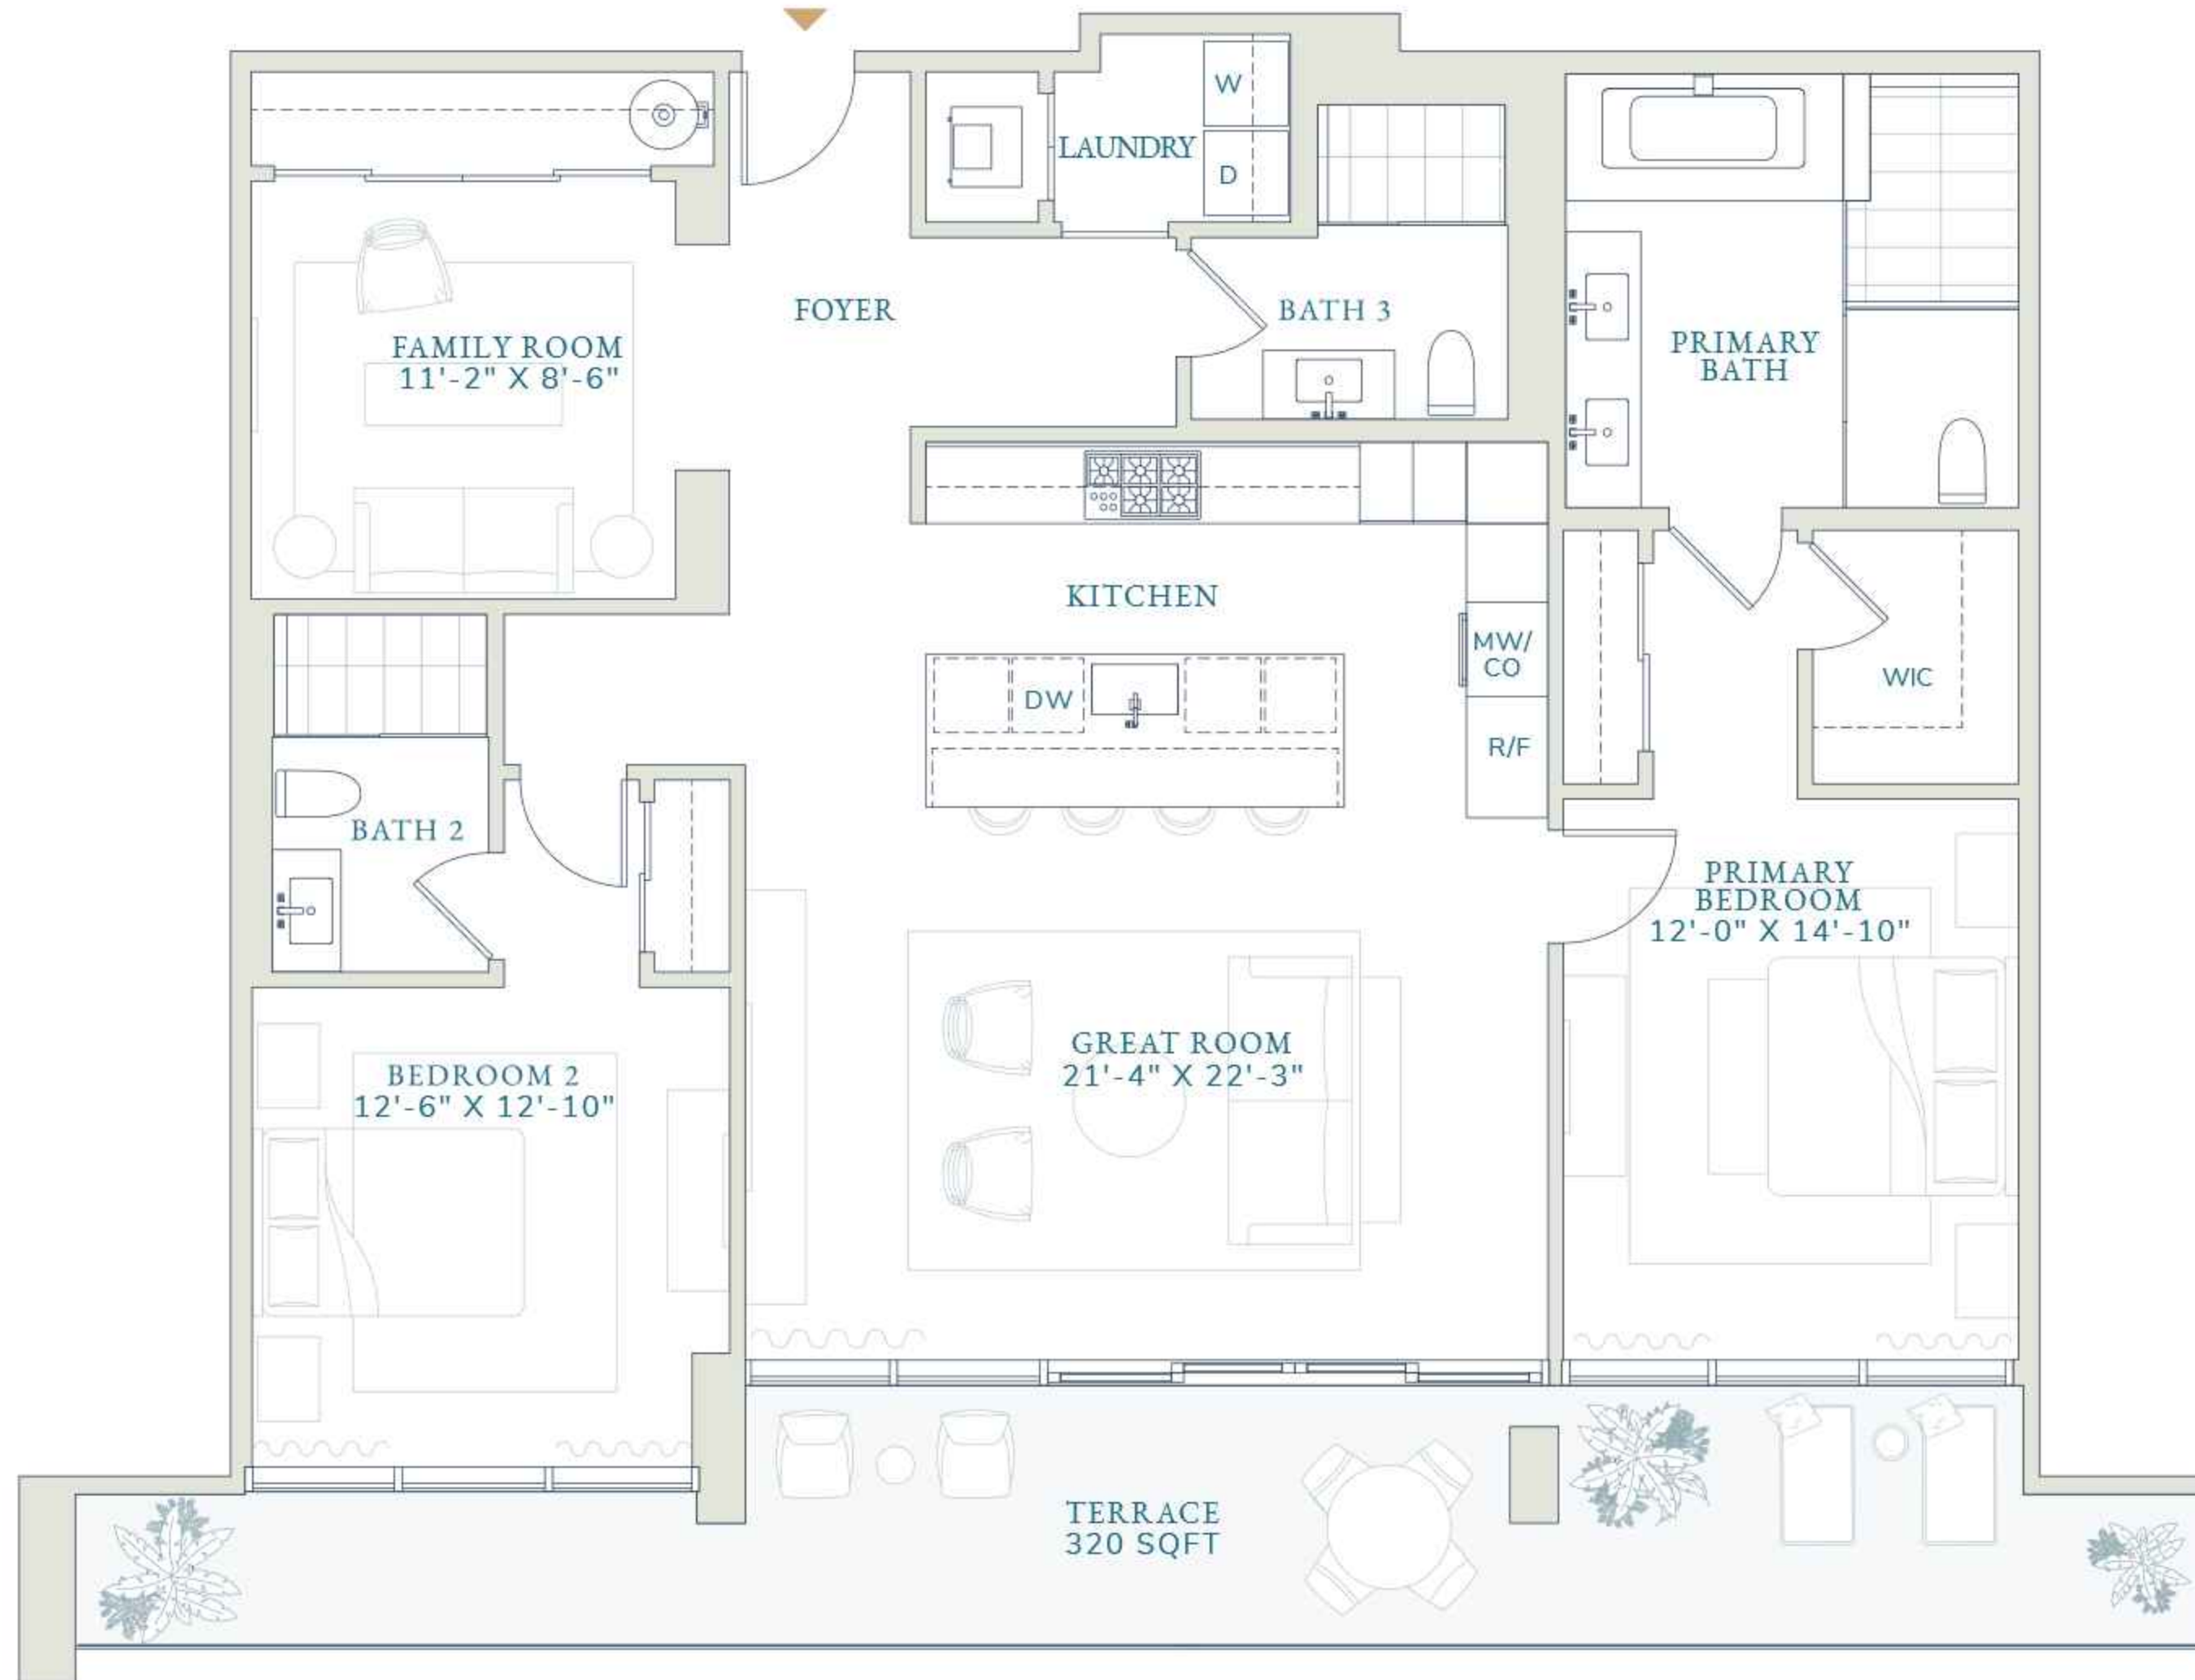 W
LAUNDRY
D
FOYER
BATH 3
FAMILY ROOM
11'-2" X 8'-6"
PRIMARY
BATH
KITCHEN
MW/
CO
WIC
DW
R/F
BATH 2
PRIMARY
BEDROOM
12'-0" X 14'-10"
GREAT ROOM
21'-4" X 22'-3"
BEDROOM 2
12'-6" X 12'-10"
TERRACE
320 SQFT